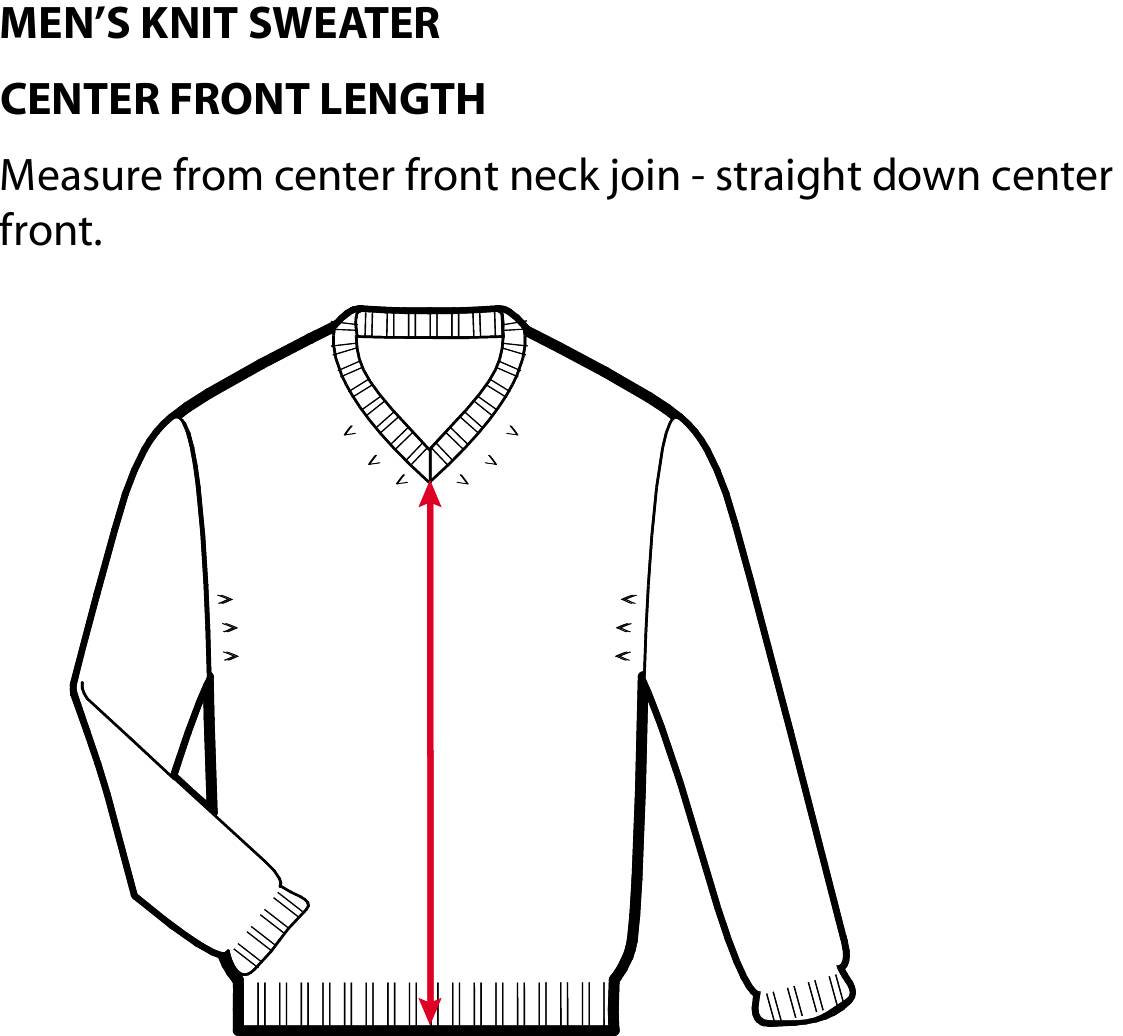 MEN’S KNIT SWEATER
CENTER FRONT LENGTH
Measure from center front neck join - straight down center
front.